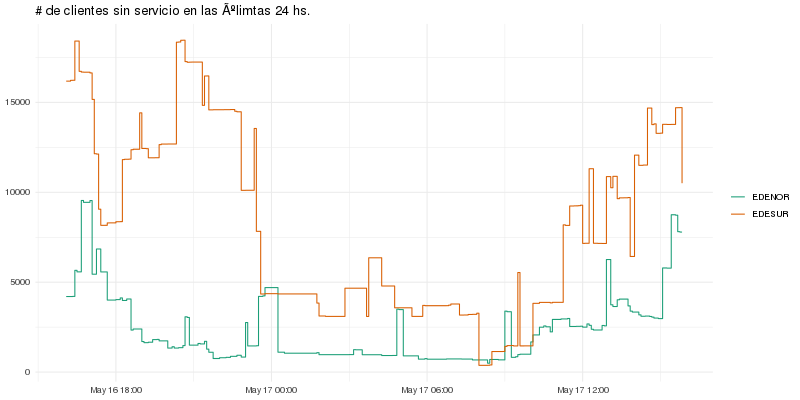 # de clientes sin servicio en las Ãºlimtas 24 hs.
15000
10000
5000
0
May 16 18:00
May 17 00:00
May 17 06:00
May 17 12:00
EDENOR
EDESUR